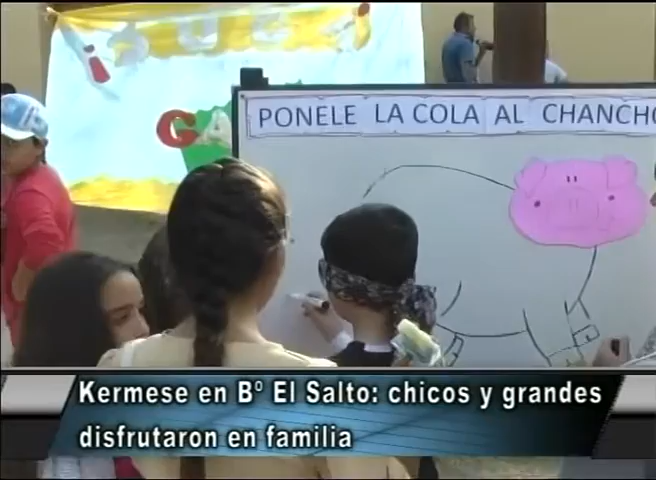 PONELE LA COLA AL CHANCHO
Kermese en Bº El Salto: chicos y grandes
disfrutaron en familia